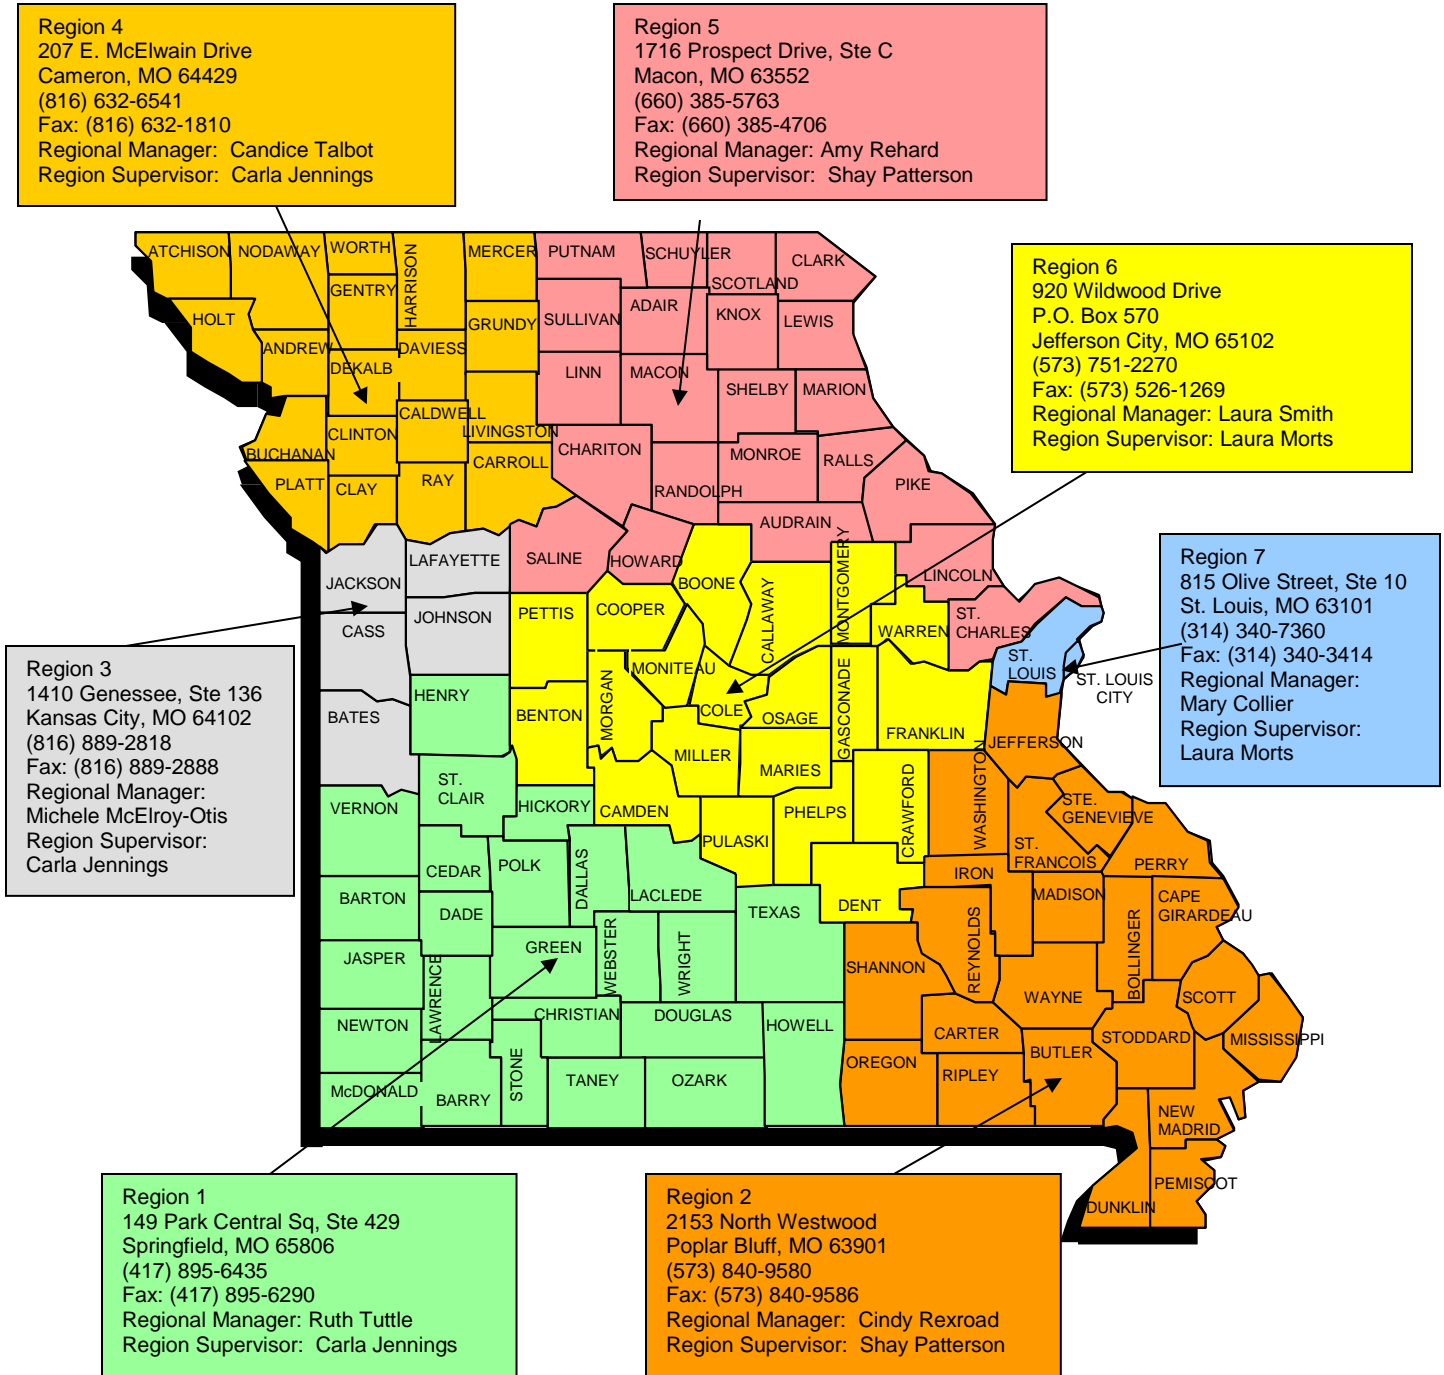 Region 4
207 E. McElwain Drive
Cameron, MO 64429
(816) 632-6541
Fax: (816) 632-1810
Regional Manager:  Candice Talbot
Region Supervisor:  Carla Jennings
Region 5
1716 Prospect Drive, Ste C
Macon, MO 63552
(660) 385-5763
Fax: (660) 385-4706
Regional Manager: Amy Rehard
Region Supervisor:  Shay Patterson
Region 6
920 Wildwood Drive
P.O. Box 570
Jefferson City, MO 65102
(573) 751-2270
Fax: (573) 526-1269
Regional Manager: Laura Smith
Region Supervisor: Laura Morts
Region 7
815 Olive Street, Ste 10
St. Louis, MO 63101
(314) 340-7360
Fax: (314) 340-3414
Regional Manager:
Mary Collier
Region Supervisor:
Laura Morts
Region 3
1410 Genessee, Ste 136
Kansas City, MO 64102
(816) 889-2818
Fax: (816) 889-2888
Regional Manager:
Michele McElroy-Otis
Region Supervisor:
Carla Jennings
ATCHISON
NODAWAY
WORTH
HARRISON
MERCER
PUTNAM
SCHUYLER
SCOTLAND
CLARK
GENTRY
HOLT
GRUNDY
SULLIVAN
ADAIR
KNOX
LEWIS
ANDREW
DEKALB
DAVIESS
LINN
MACON
SHELBY
MARION
CALDWELL
LIVINGSTON
CLINTON
BUCHANAN
CHARITON
MONROE
RALLS
CARROLL
PLATT
CLAY
RAY
RANDOLPH
PIKE
AUDRAIN
LAFAYETTE
SALINE
HOWARD
BOONE
CALLAWAY
MONTGOMERY
LINCOLN
JACKSON
JOHNSON
PETTIS
COOPER
WARREN
ST.
CHARLES
CASS
MONITEAU
ST.
LOUIS
ST. LOUIS
CITY
HENRY
BENTON
MORGAN
COLE
OSAGE
GASCONADE
FRANKLIN
JEFFERSON
BATES
MILLER
MARIES
ST.
CLAIR
HICKORY
CAMDEN
PHELPS
CRAWFORD
WASHINGTON
STE.
GENEVIEVE
VERNON
PULASKI
ST.
FRANCOIS
PERRY
CEDAR
POLK
DALLAS
LACLEDE
IRON
MADISON
BARTON
DADE
TEXAS
DENT
CAPE
GIRARDEAU
GREEN
WEBSTER
WRIGHT
REYNOLDS
BOLLINGER
JASPER
LAWRENCE
SHANNON
WAYNE
SCOTT
NEWTON
CHRISTIAN
DOUGLAS
HOWELL
CARTER
STODDARD
MISSISSIPPI
BUTLER
OREGON
RIPLEY
McDONALD
BARRY
STONE
TANEY
OZARK
NEW
MADRID
PEMISCOT
DUNKLIN
Region 1
149 Park Central Sq, Ste 429
Springfield, MO 65806
(417) 895-6435
Fax: (417) 895-6290
Regional Manager: Ruth Tuttle
Region Supervisor:  Carla Jennings
Region 2
2153 North Westwood
Poplar Bluff, MO 63901
(573) 840-9580
Fax: (573) 840-9586
Regional Manager:  Cindy Rexroad
Region Supervisor:  Shay Patterson